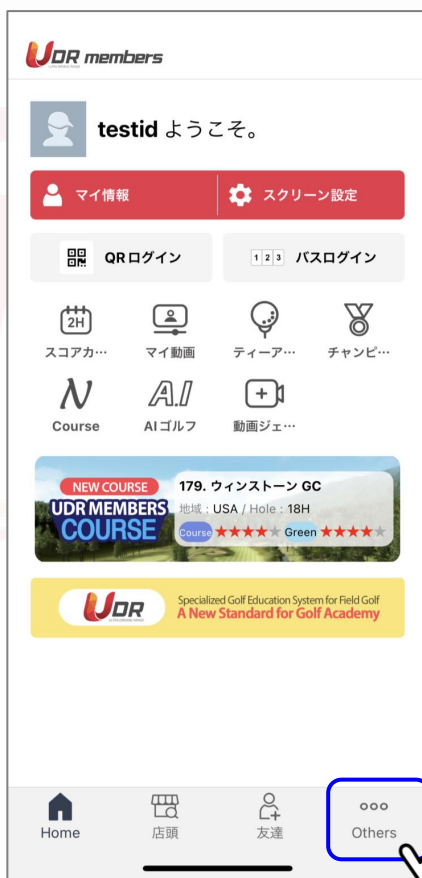 UDR members
testid ようこそ。
マイ情報
スクリーン設定
QRログイン
1 2 3 パスログイン
2H
スコアカ…
マイ動画
ティーア…
チャンピ…
N
A.I
Course
AIゴルフ
動画ジェ…
NEW COURSE
UDR MEMBERS
COURSE
179. ウィンストーン GC
地域 : USA / Hole : 18H
Course ★★★★★ Green ★★★★★
UDR
Specialized Golf Education System for Field Golf
A New Standard for Golf Academy
Home
店頭
友達
Others